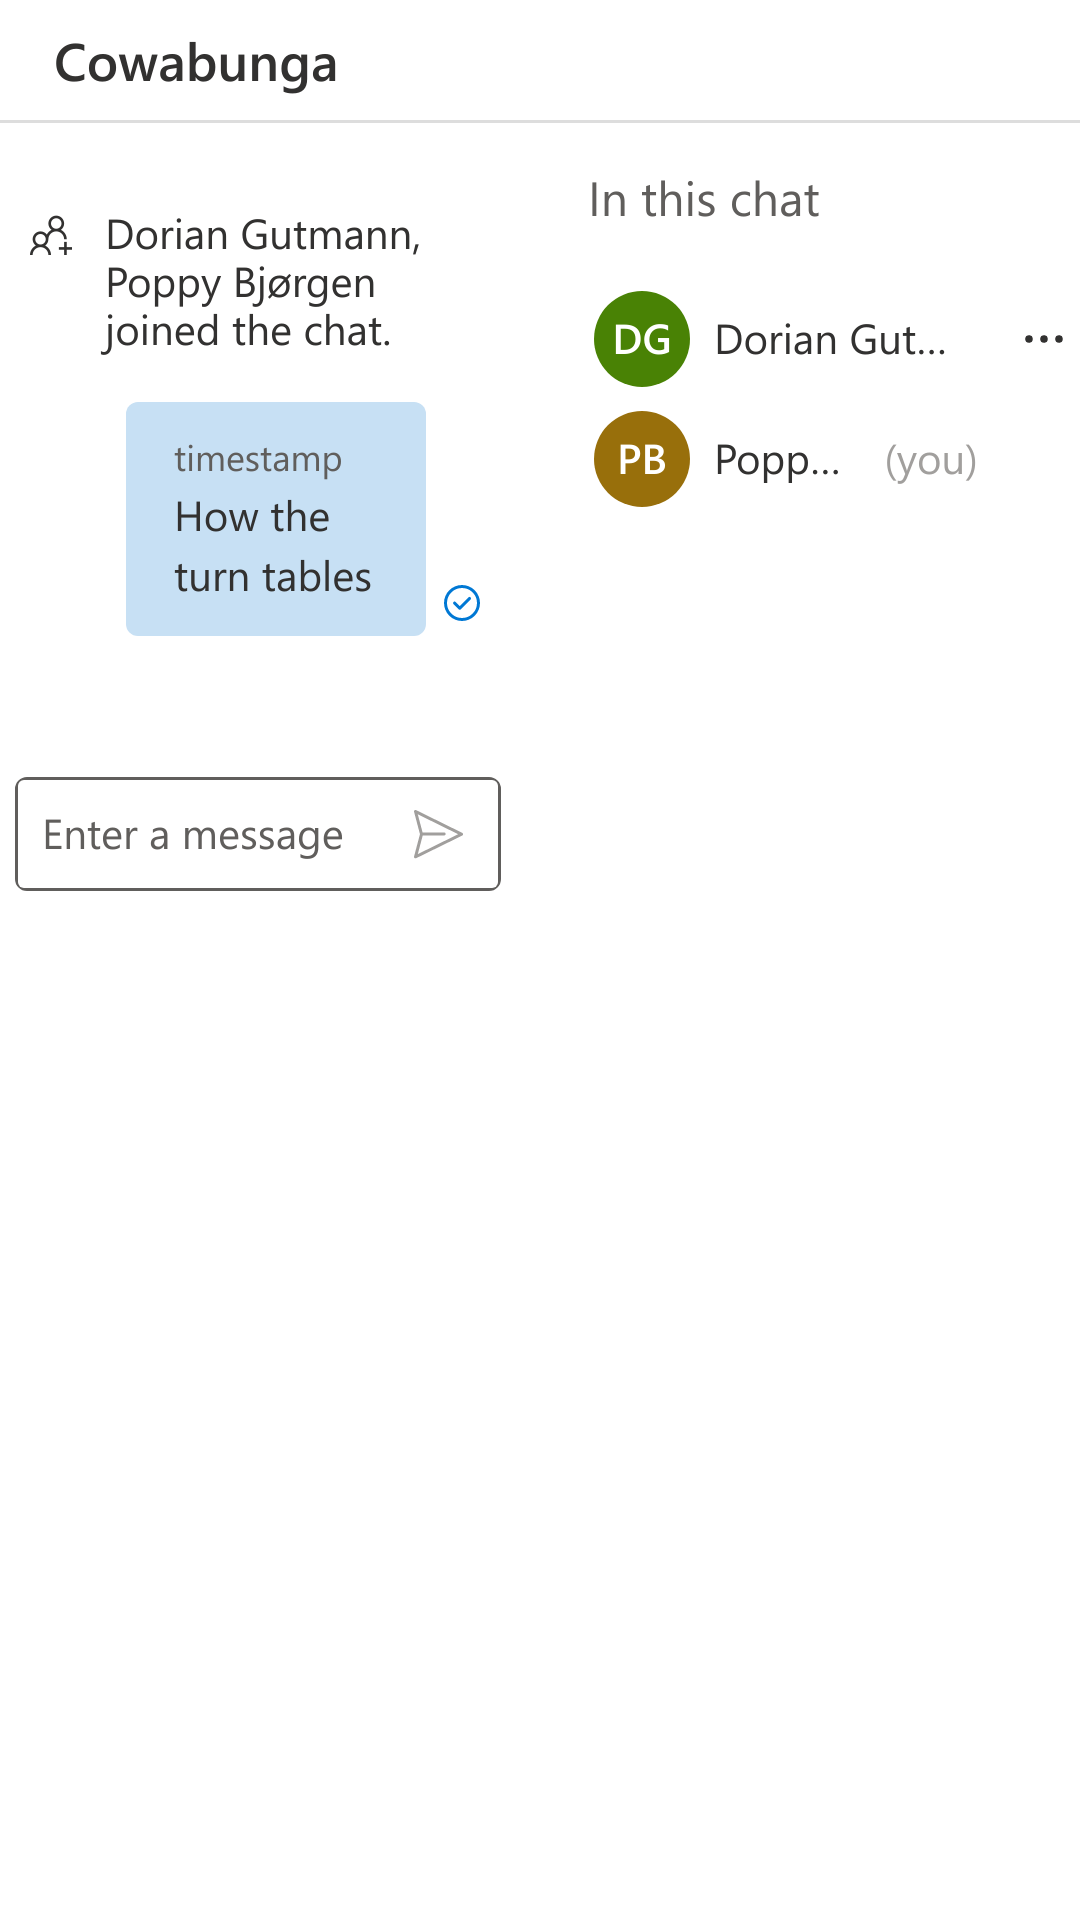 Cowabunga
Dorian Gutmann,
Poppy Bjørgen
joined the chat.
timestamp
How the
turn tables
Enter a message
In this chat
DG Dorian Gut...
PB Popp... (you)